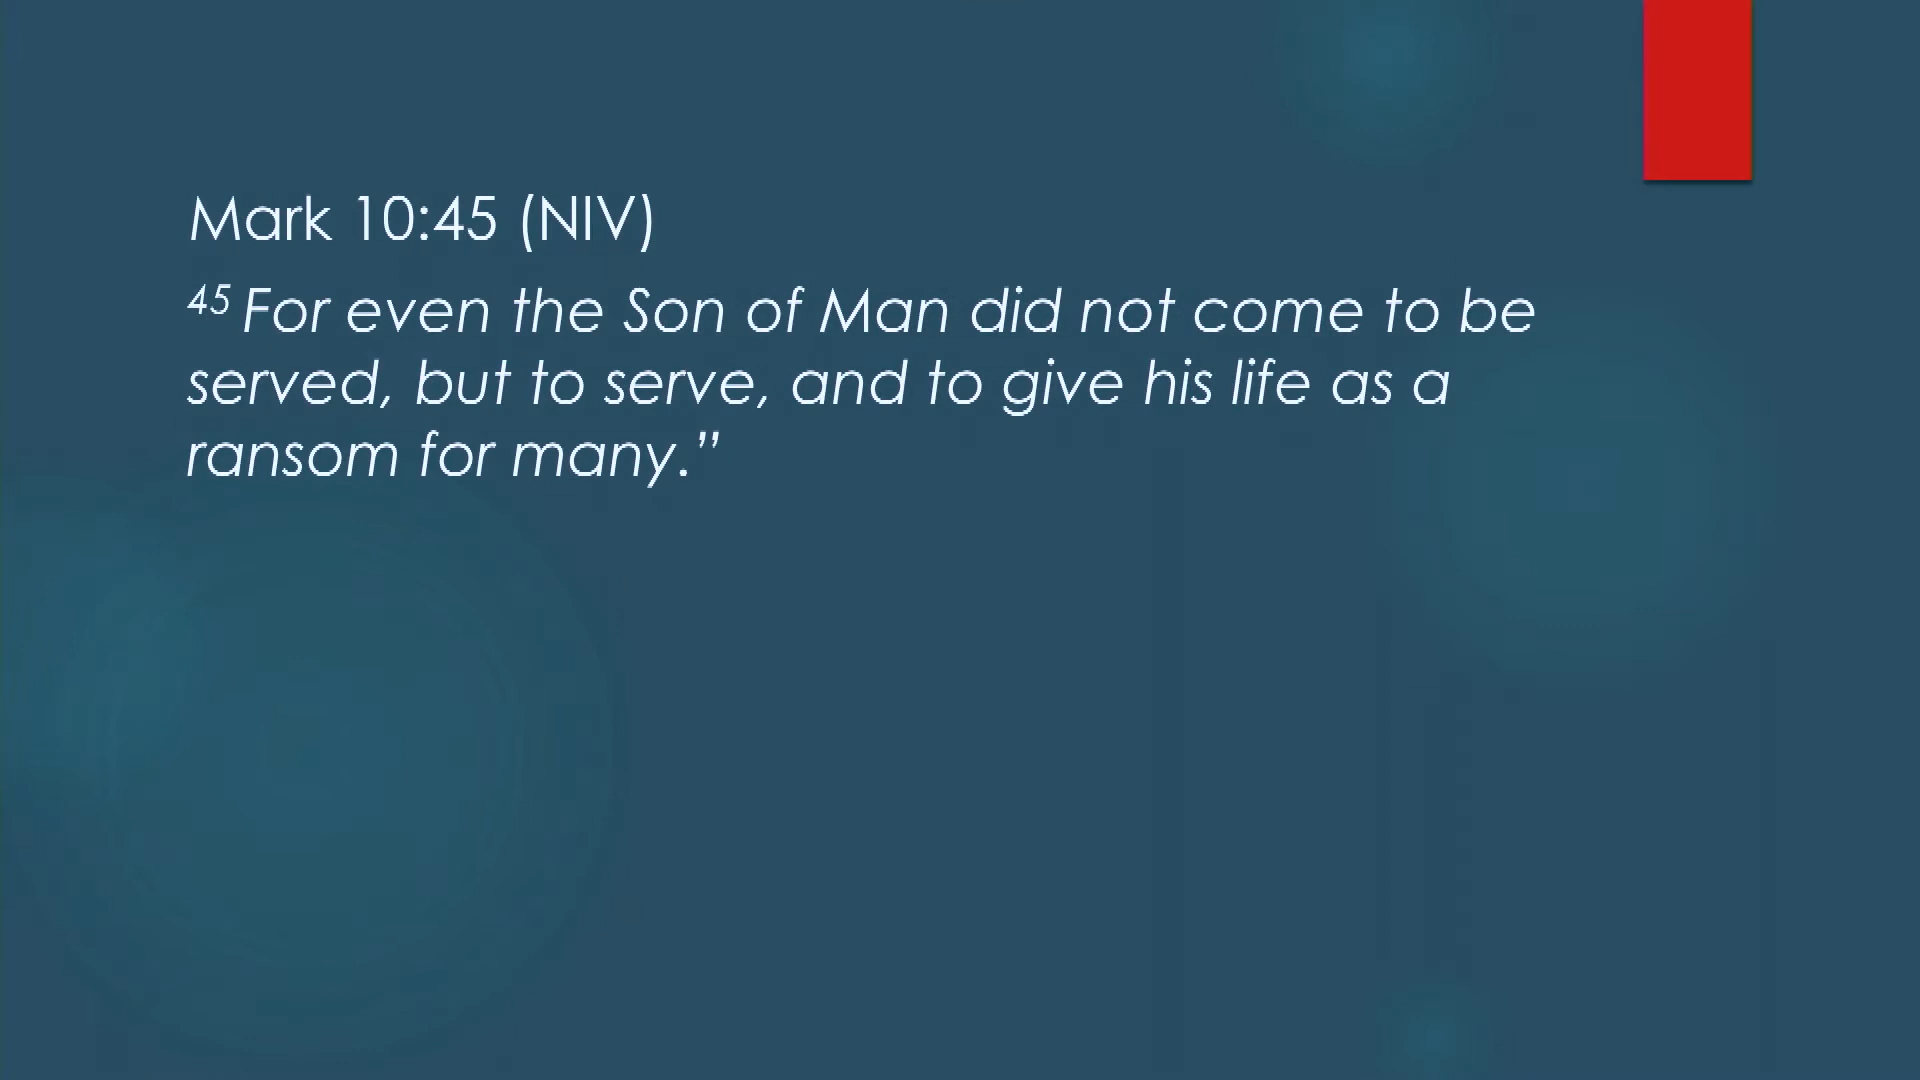 Mark 10:45 (NIV)
45 For even the Son of Man did not come to be
served, but to serve, and to give his life as a
ransom for many.”